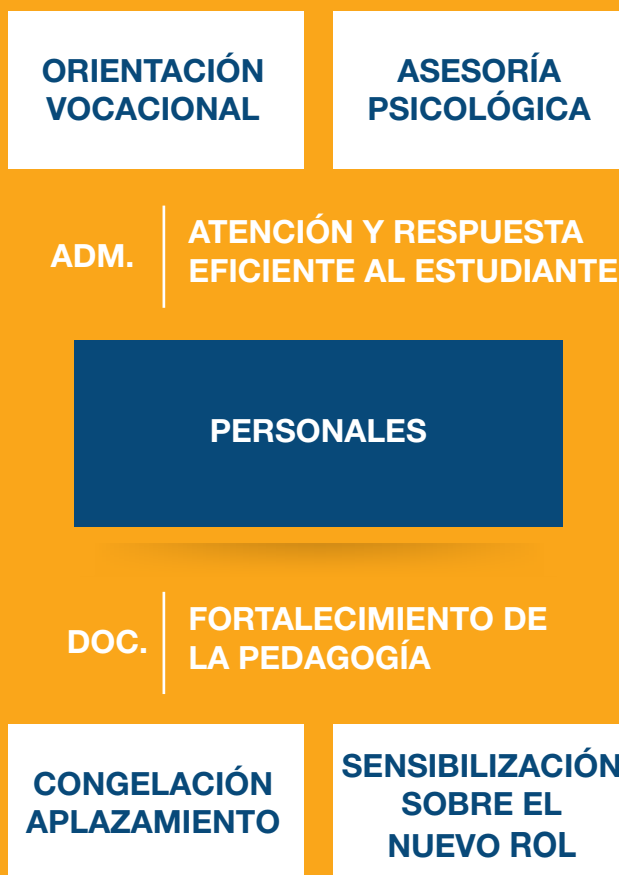 ORIENTACIÓN
VOCACIONAL
ASESORÍA
PSICOLÓGICA
ADM.
ATENCIÓN Y RESPUESTA
EFICIENTE AL ESTUDIANTE
PERSONALES
DOC.
FORTALECIMIENTO DE
LA PEDAGOGÍA
CONGELACIÓN
APLAZAMIENTO
SENSIBILIZACIÓN
SOBRE EL
NUEVO ROL